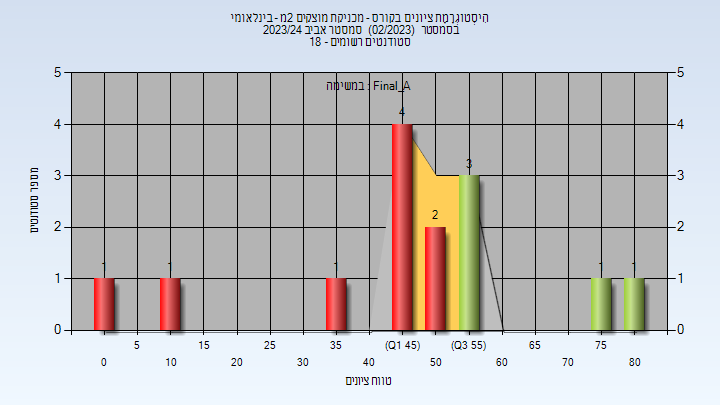 היסטוגרמת ציונים בקורס - מכניקת מוצקים 2מ - בינלאומי
בסמסטר (02/2023) סמסטר אביב 2023/24
סטודנטים רשומים - 18
במשימה : Final_A
5 5
4 4
3 3
2 2
1 1
0 0
1 1 1 4 2 3 1 1
מספר סטודנטים
5 15 25 35 (Q1 45) (Q3 55) 65 75
0 10 20 30 40 50 60 70 80
טווח ציונים